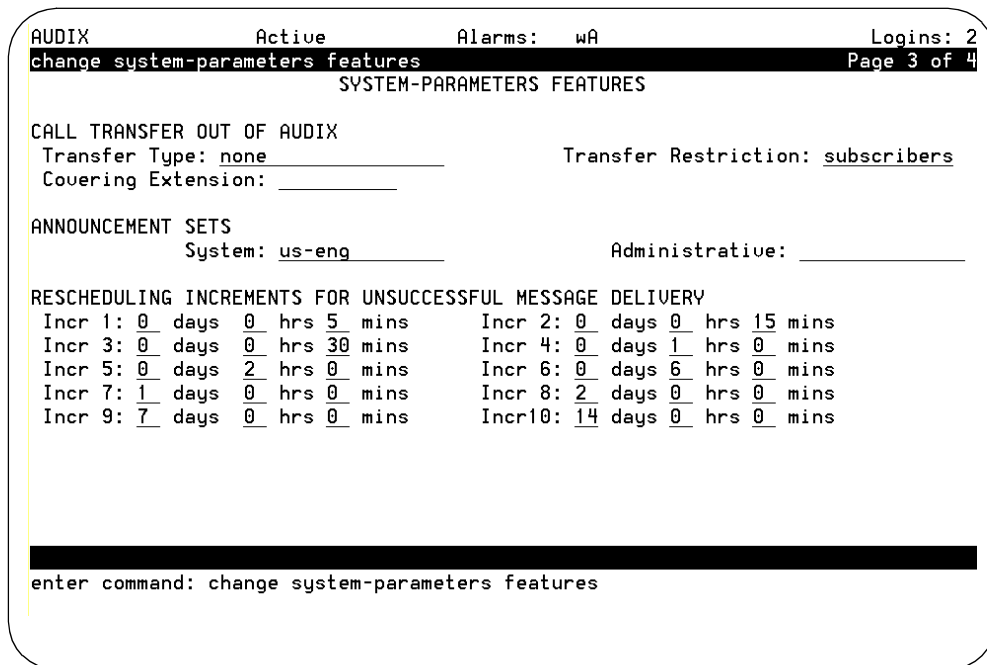 AUDIX Active Alarms: wA Logins: 2
change system-parameters features Page 3 of 4
SYSTEM-PARAMETERS FEATURES
CALL TRANSFER OUT OF AUDIX
Transfer Type: none Transfer Restriction: subscribers
Covering Extension:
ANNOUNCEMENT SETS
System: us-eng Administrative:
RESCHEDULING INCREMENTS FOR UNSUCCESSFUL MESSAGE DELIVERY
Incr 1: 0 days 0 hrs 5 mins Incr 2: 0 days 0 hrs 15 mins
Incr 3: 0 days 0 hrs 30 mins Incr 4: 0 days 1 hrs 0 mins
Incr 5: 0 days 2 hrs 0 mins Incr 6: 0 days 6 hrs 0 mins
Incr 7: 1 days 0 hrs 0 mins Incr 8: 2 days 0 hrs 0 mins
Incr 9: 7 days 0 hrs 0 mins Incr10: 14 days 0 hrs 0 mins
enter command: change system-parameters features